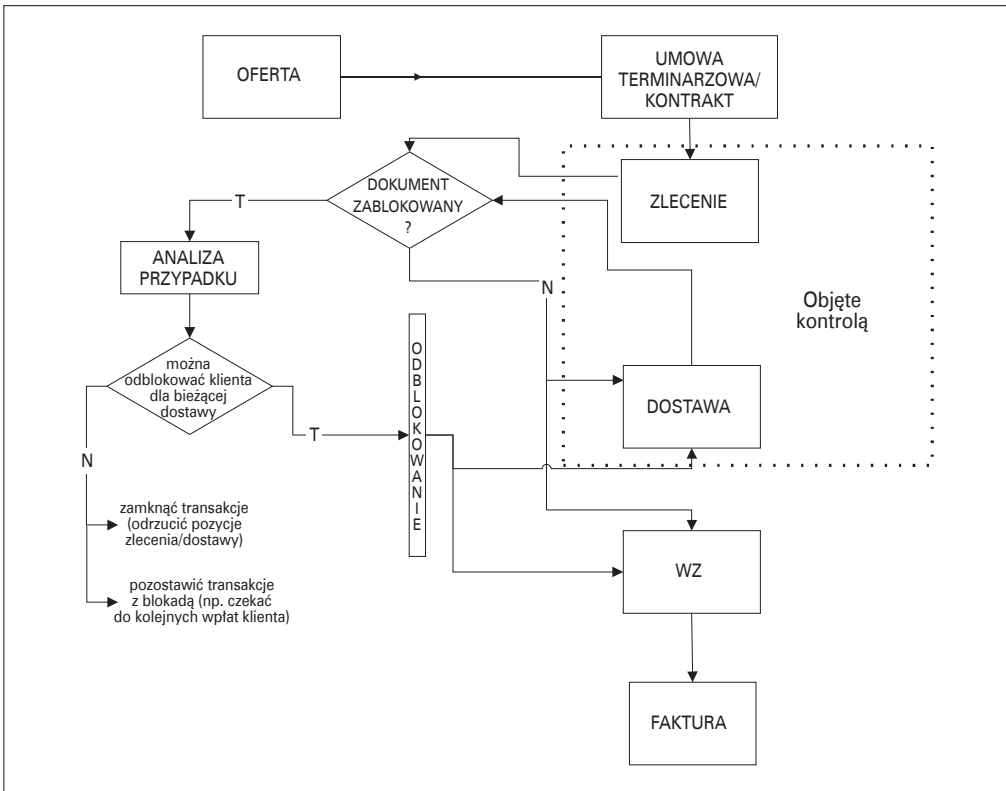 OFERTA
UMOWA
TERMINARZOWA/
KONTRAKT
ZLECENIE
DOKUMENT
ZABLOKOWANY
?
T
ANALIZA
PRZYPADKU
N
Objęte
kontrolą
ODBLOKOWANIE
można
odblokować klienta
dla bieżącej
dostawy
DOSTAWA
T
N
zamknąć transakcje
(odrzucić pozycje
zlecenia/dostawy)
WZ
pozostawić transakcje
z blokadą (np. czekać
do kolejnych wpłat klienta)
FAKTURA